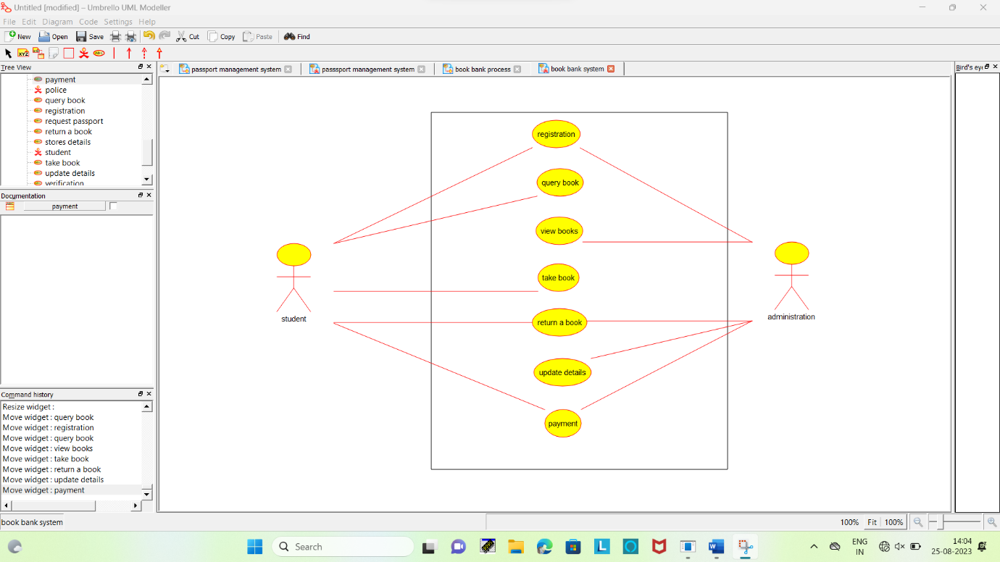 Untitled [modified] – Umbrello UML Modeller
File Edit Diagram Code Settings Help
New Open Save Cut Copy Paste Find
XYZ ABC
Tree View
passport management system
passsport management system
book bank process
book bank system
Bird's eye
payment
police
query book
registration
request passport
return a book
stores details
student
take book
update details
verification
Documentation
payment
registration
query book
view books
take book
return a book
update details
payment
student
administration
Command history
Resize widget :
Move widget : query book
Move widget : registration
Move widget : query book
Move widget : view books
Move widget : take book
Move widget : return a book
Move widget : update details
Move widget : payment
book bank system
100% Fit 100%
Search
ENG
IN
14:04
25-08-2023